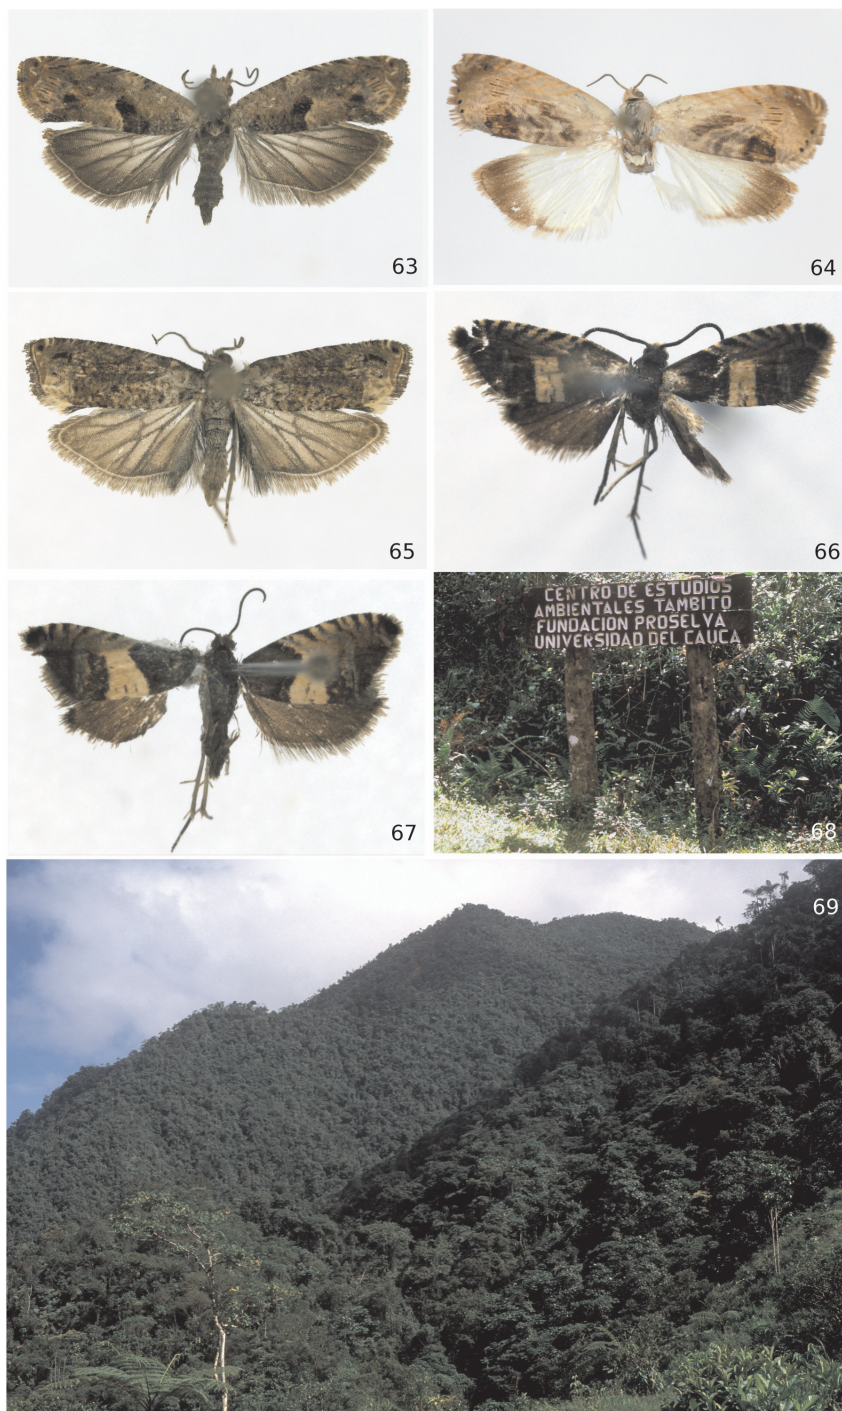 63
64
65
66
67
CENTRO DE ESTUDIOS
AMBIENTALES TAMBITO
FUNDACION PROSELVA
UNIVERSIDAD DEL CAUCA
68
69